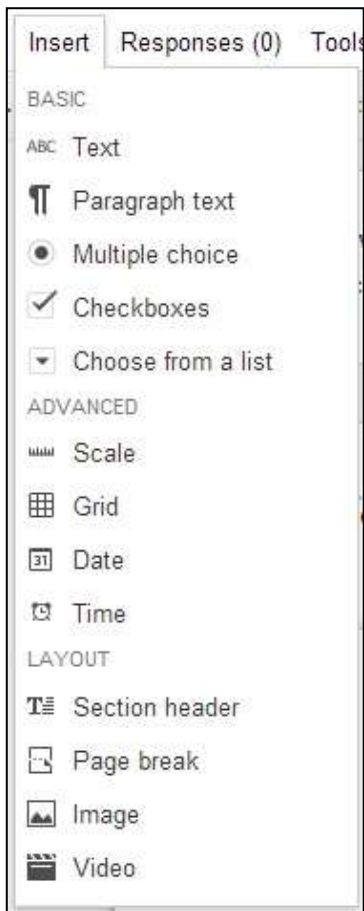 Insert Responses (0) Tools
BASIC
ABC Text
Paragraph text
Multiple choice
Checkboxes
Choose from a list
ADVANCED
Scale
Grid
31 Date
Time
LAYOUT
Section header
Page break
Image
Video